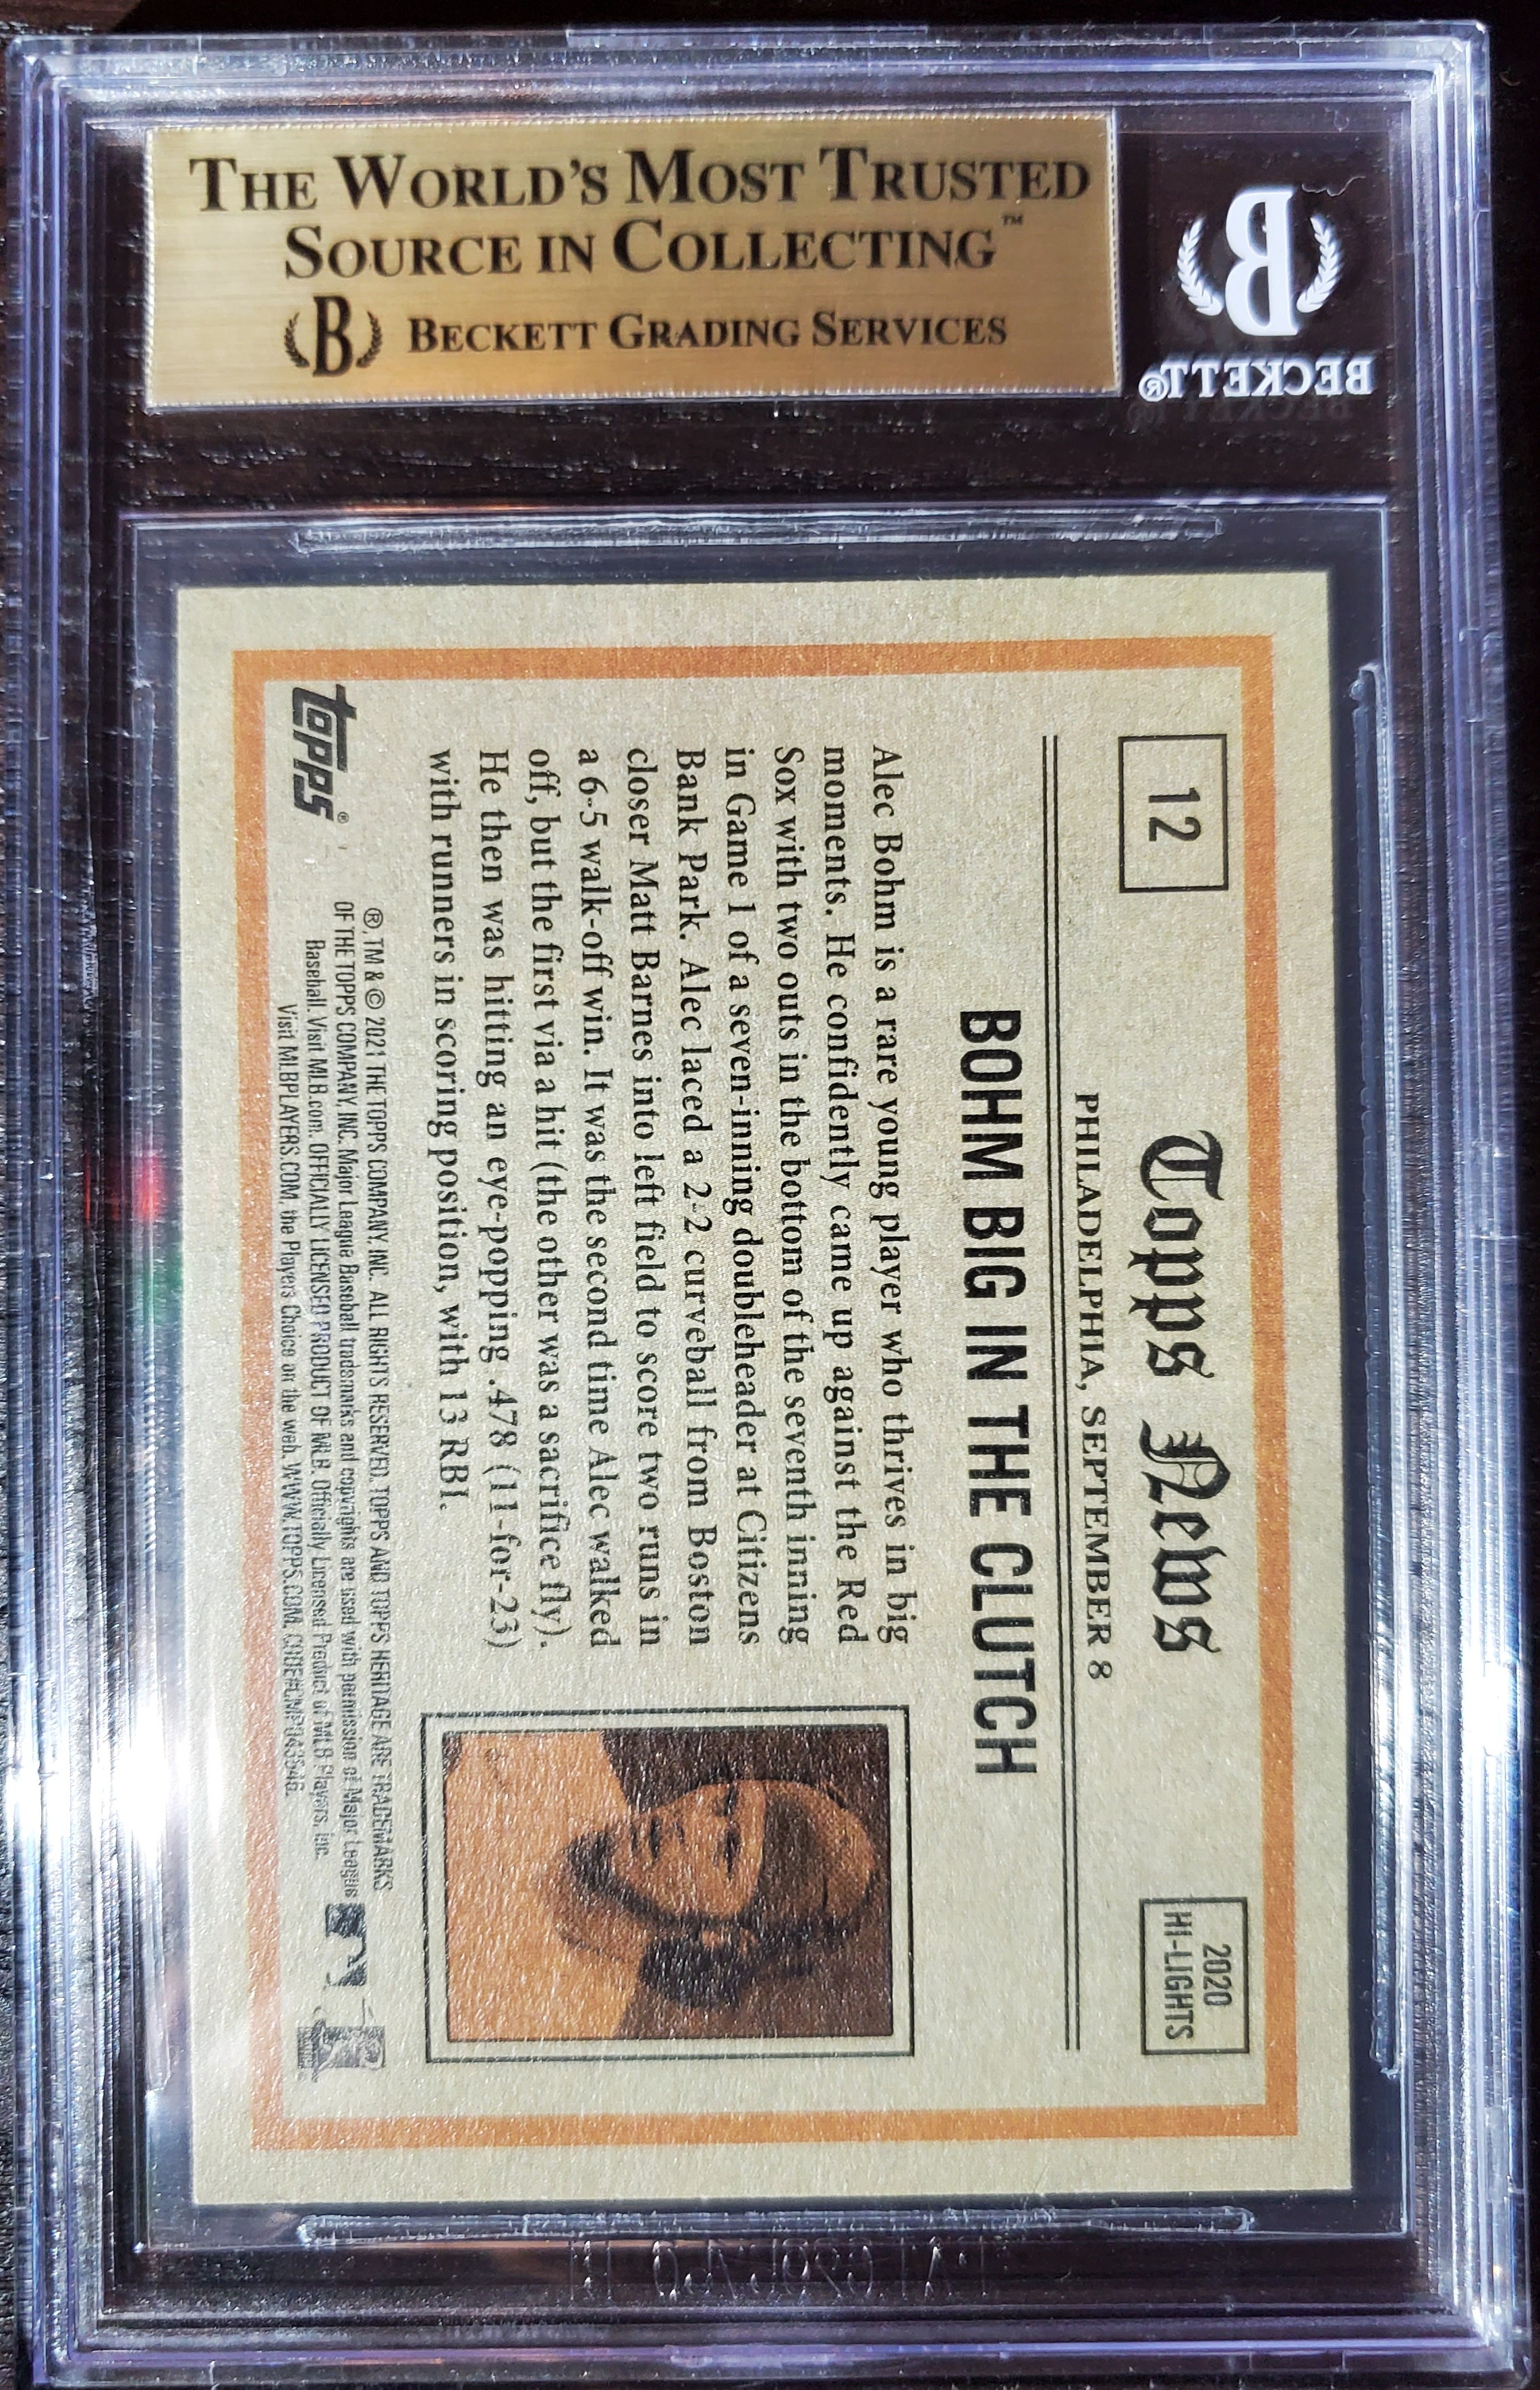 THE WORLD'S MOST TRUSTED
SOURCE IN COLLECTING™
B BECKETT GRADING SERVICES
B
BECKETT®
12
Topps News
2020
HI-LIGHTS
PHILADELPHIA, SEPTEMBER 8
BOHM BIG IN THE CLUTCH
Alec Bohm is a rare young player who thrives in big
moments. He confidently came up against the Red
Sox with two outs in the bottom of the seventh inning
in Game 1 of a seven-inning doubleheader at Citizens
Bank Park. Alec laced a 2-2 curveball from Boston
closer Matt Barnes into left field to score two runs in
a 6-5 walk-off win. It was the second time Alec walked
off, but the first via a hit (the other was a sacrifice fly).
He then was hitting an eye-popping .478 (11-for-23)
with runners in scoring position, with 13 RBI.
topps®
® TM & © 2021 THE TOPPS COMPANY, INC. ALL RIGHTS RESERVED. TOPPS AND TOPPS HERITAGE ARE TRADEMARKS
OF THE TOPPS COMPANY, INC. Major League Baseball trademarks and copyrights are used with permission of Major League
Baseball. Visit MLB.com. OFFICIALLY LICENSED PRODUCT OF MLB. Officially Licensed Product of MLB Players, Inc.
Visit MLBPLAYERS.COM, the Players Choice on the web. WWW.TOPPS.COM.